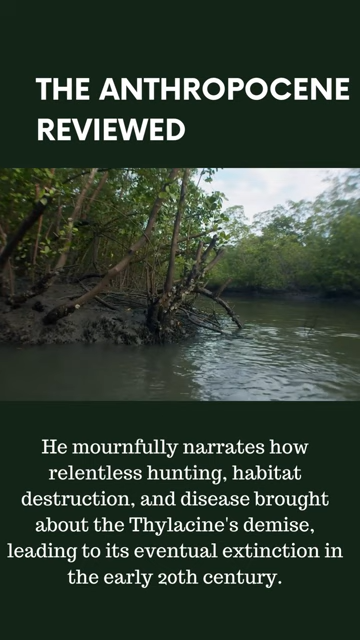 THE ANTHROPOCENE
REVIEWED
He mournfully narrates how
relentless hunting, habitat
destruction, and disease brought
about the Thylacine's demise,
leading to its eventual extinction in
the early 20th century.